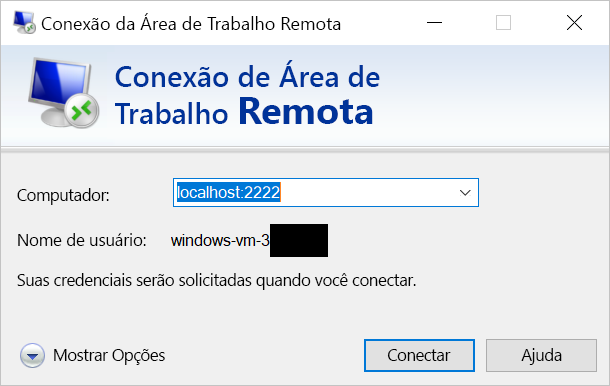 Conexão da Área de Trabalho Remota
Conexão de Área de
Trabalho Remota
Computador:
localhost:2222
Nome de usuário: windows-vm-3
Suas credenciais serão solicitadas quando você conectar.
Mostrar Opções
Conectar
Ajuda